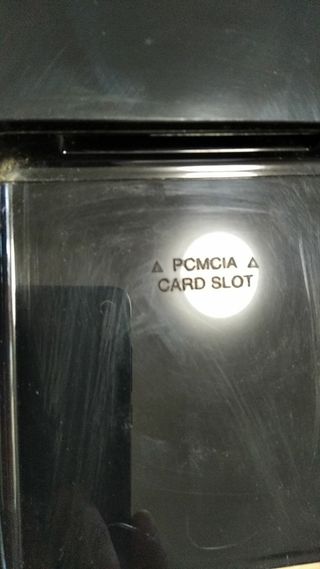 △ PCMCIA △
CARD SLOT